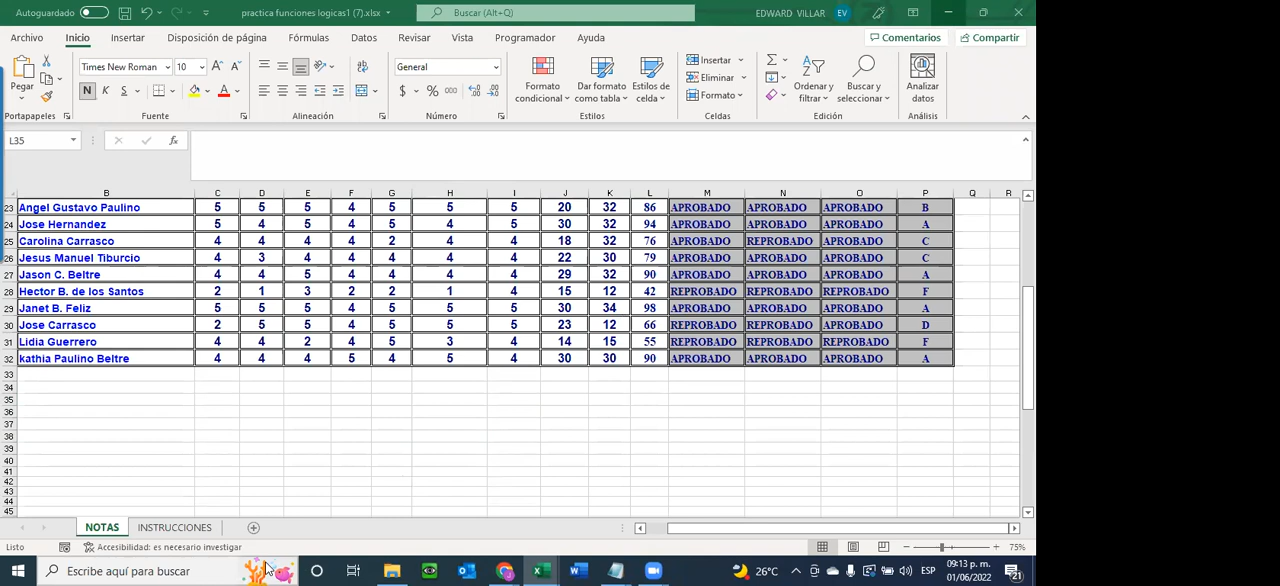 Autoguardado practica funciones logicas1 (7).xlsx Buscar (Alt+Q) EDWARD VILLAR EV
Archivo Inicio Insertar Disposición de página Fórmulas Datos Revisar Vista Programador Ayuda Comentarios Compartir
Times New Roman 10 General Insertar
Pegar N K S $ % 000 Formato condicional Dar formato como tabla Estilos de celda Eliminar Formato Ordenar y filtrar Buscar y seleccionar Analizar datos
Portapapeles Fuente Alineación Número Estilos Celdas Edición Análisis
L35 fx
B C D E F G H I J K L M N O P Q R
23 Angel Gustavo Paulino 5 5 5 4 5 5 5 20 32 86 APROBADO APROBADO APROBADO B
24 Jose Hernandez 5 4 5 4 5 4 5 30 32 94 APROBADO APROBADO APROBADO A
25 Carolina Carrasco 4 4 4 4 2 4 4 18 32 76 APROBADO REPROBADO APROBADO C
26 Jesus Manuel Tiburcio 4 3 4 4 4 4 4 22 30 79 APROBADO APROBADO APROBADO C
27 Jason C. Beltre 4 4 5 4 4 4 4 29 32 90 APROBADO APROBADO APROBADO A
28 Hector B. de los Santos 2 1 3 2 2 1 4 15 12 42 REPROBADO REPROBADO REPROBADO F
29 Janet B. Feliz 5 5 5 4 5 5 5 30 34 98 APROBADO APROBADO APROBADO A
30 Jose Carrasco 2 5 5 4 5 5 5 23 12 66 REPROBADO REPROBADO APROBADO D
31 Lidia Guerrero 4 4 2 4 5 3 4 14 15 55 REPROBADO REPROBADO REPROBADO F
32 kathia Paulino Beltre 4 4 4 5 4 5 4 30 30 90 APROBADO APROBADO APROBADO A
33
34
35
36
37
38
39
40
41
42
43
44
45
NOTAS INSTRUCCIONES
Listo Accesibilidad: es necesario investigar 75%
Escribe aquí para buscar 26°C ESP 09:13 p. m. 01/06/2022 21